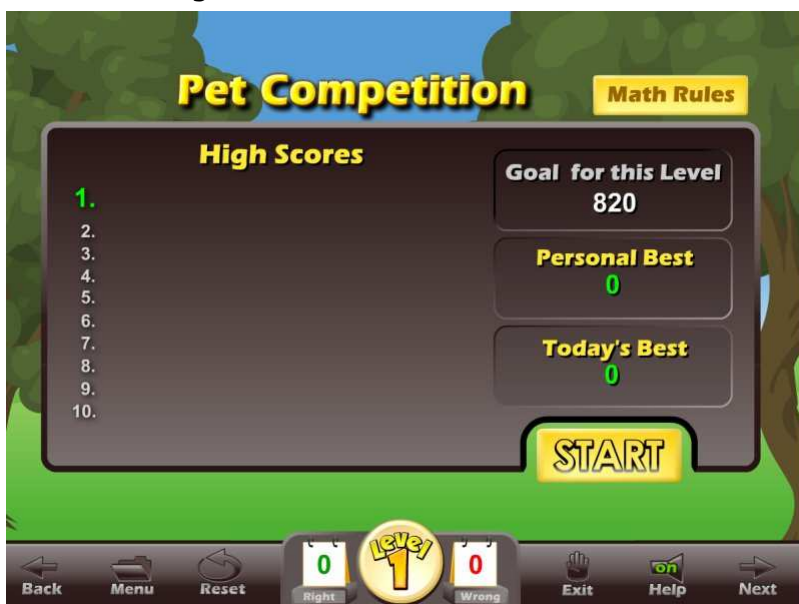 Pet Competition
Math Rules
High Scores
1.
2.
3.
4.
5.
6.
7.
8.
9.
10.
Goal for this Level
820
Personal Best
0
Today's Best
0
START
Back
Menu
Reset
0
Right
Level
1
0
Wrong
Exit
on
Help
Next